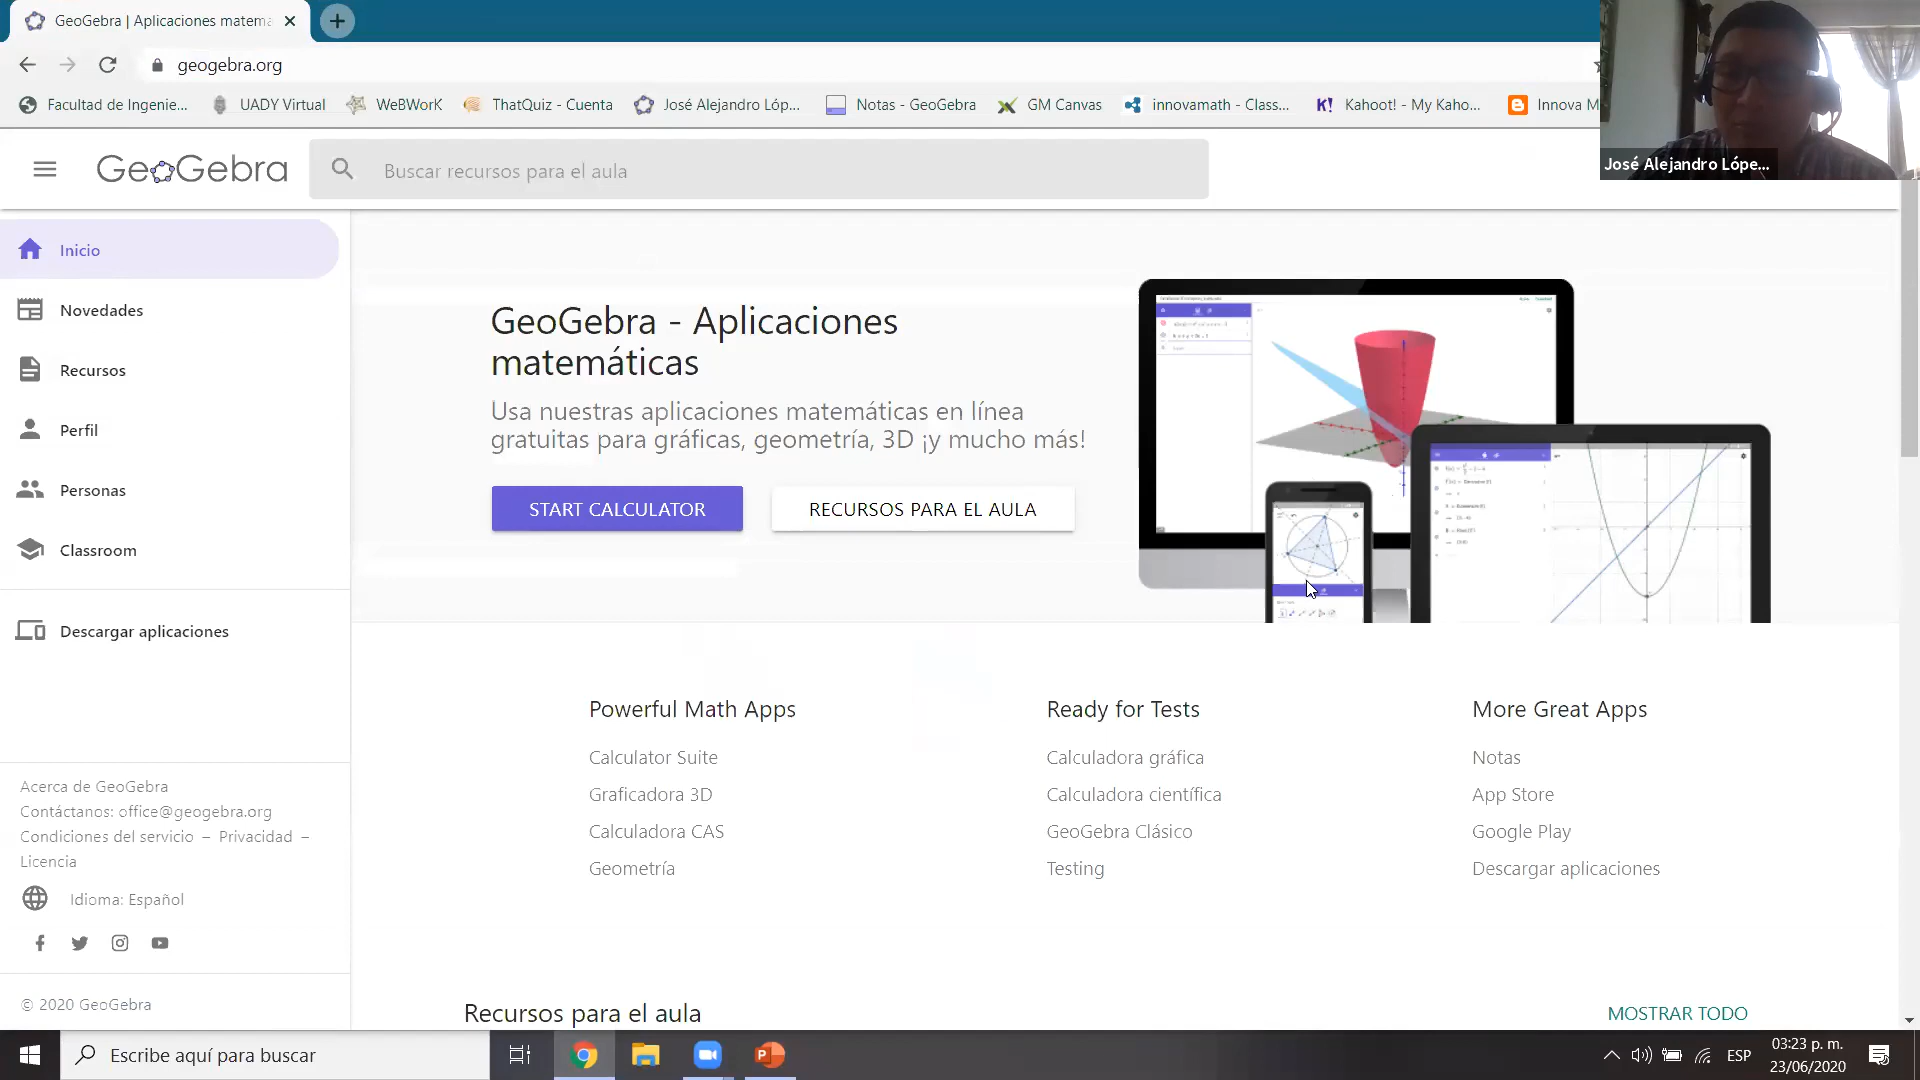 GeoGebra | Aplicaciones matema
geogebra.org
Facultad de Ingenie...
UADY Virtual
WeBWorK
ThatQuiz - Cuenta
José Alejandro Lóp...
Notas - GeoGebra
GM Canvas
innovamath - Class...
Kahoot! - My Kaho...
Innova M
José Alejandro Lópe...
GeoGebra
Buscar recursos para el aula
Inicio
Novedades
Recursos
Perfil
Personas
Classroom
Descargar aplicaciones
Acerca de GeoGebra
Contáctanos: office@geogebra.org
Condiciones del servicio – Privacidad –
Licencia
Idioma: Español
© 2020 GeoGebra
GeoGebra - Aplicaciones
matemáticas
Usa nuestras aplicaciones matemáticas en línea
gratuitas para gráficas, geometría, 3D ¡y mucho más!
START CALCULATOR
RECURSOS PARA EL AULA
Powerful Math Apps
Calculator Suite
Graficadora 3D
Calculadora CAS
Geometría
Ready for Tests
Calculadora gráfica
Calculadora científica
GeoGebra Clásico
Testing
More Great Apps
Notas
App Store
Google Play
Descargar aplicaciones
Recursos para el aula
MOSTRAR TODO
Escribe aquí para buscar
ESP
03:23 p. m.
23/06/2020